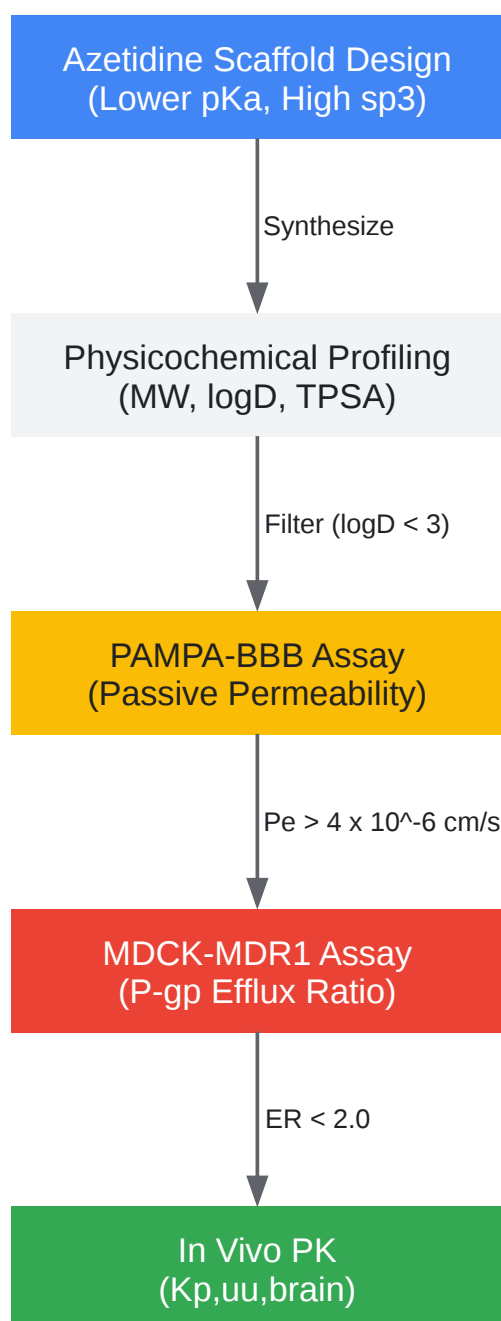 Azetidine Scaffold Design
(Lower pKa, High sp3)
Synthesize
Physicochemical Profiling
(MW, logD, TPSA)
Filter (logD < 3)
PAMPA-BBB Assay
(Passive Permeability)
Pe > 4 x 10^-6 cm/s
MDCK-MDR1 Assay
(P-gp Efflux Ratio)
ER < 2.0
In Vivo PK
(Kp,uu,brain)